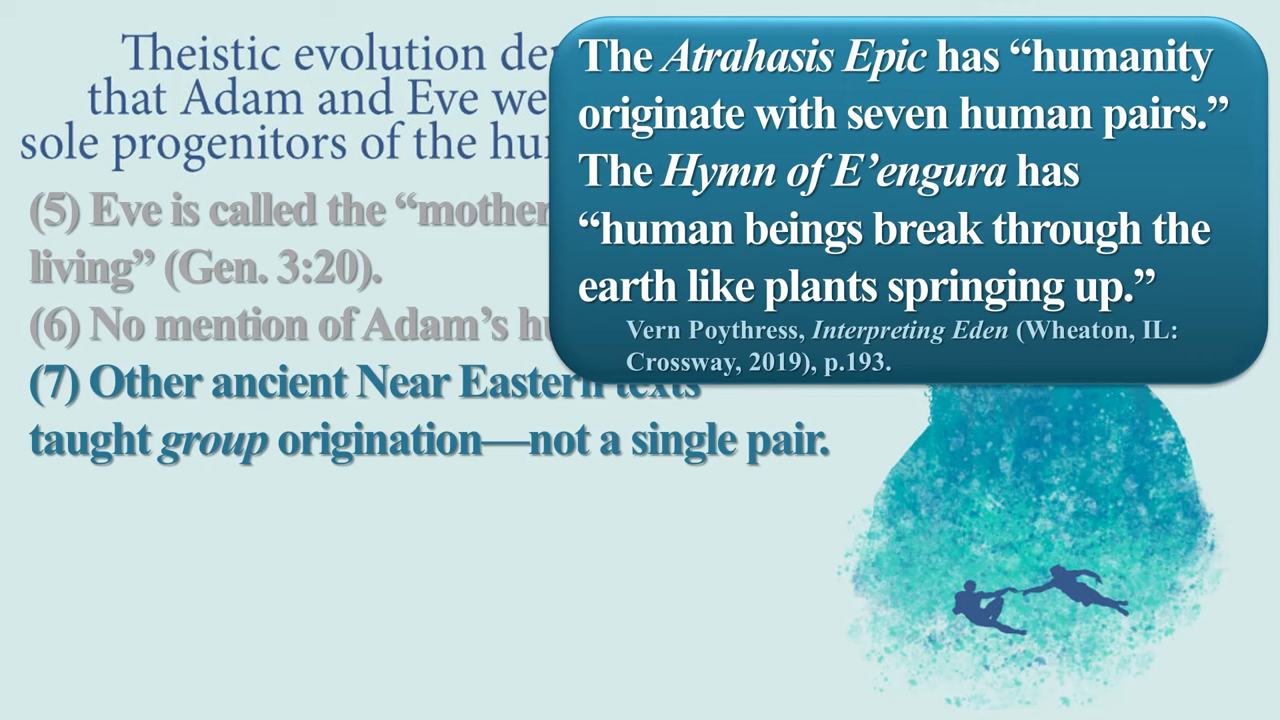 Theistic evolution de
that Adam and Eve we
sole progenitors of the hu
(5) Eve is called the “mother
living” (Gen. 3:20).
(6) No mention of Adam’s hu
(7) Other ancient Near Eastern texts
taught group origination—not a single pair.
The Atrahasis Epic has “humanity
originate with seven human pairs.”
The Hymn of E’engura has
“human beings break through the
earth like plants springing up.”
Vern Poythress, Interpreting Eden (Wheaton, IL:
Crossway, 2019), p.193.